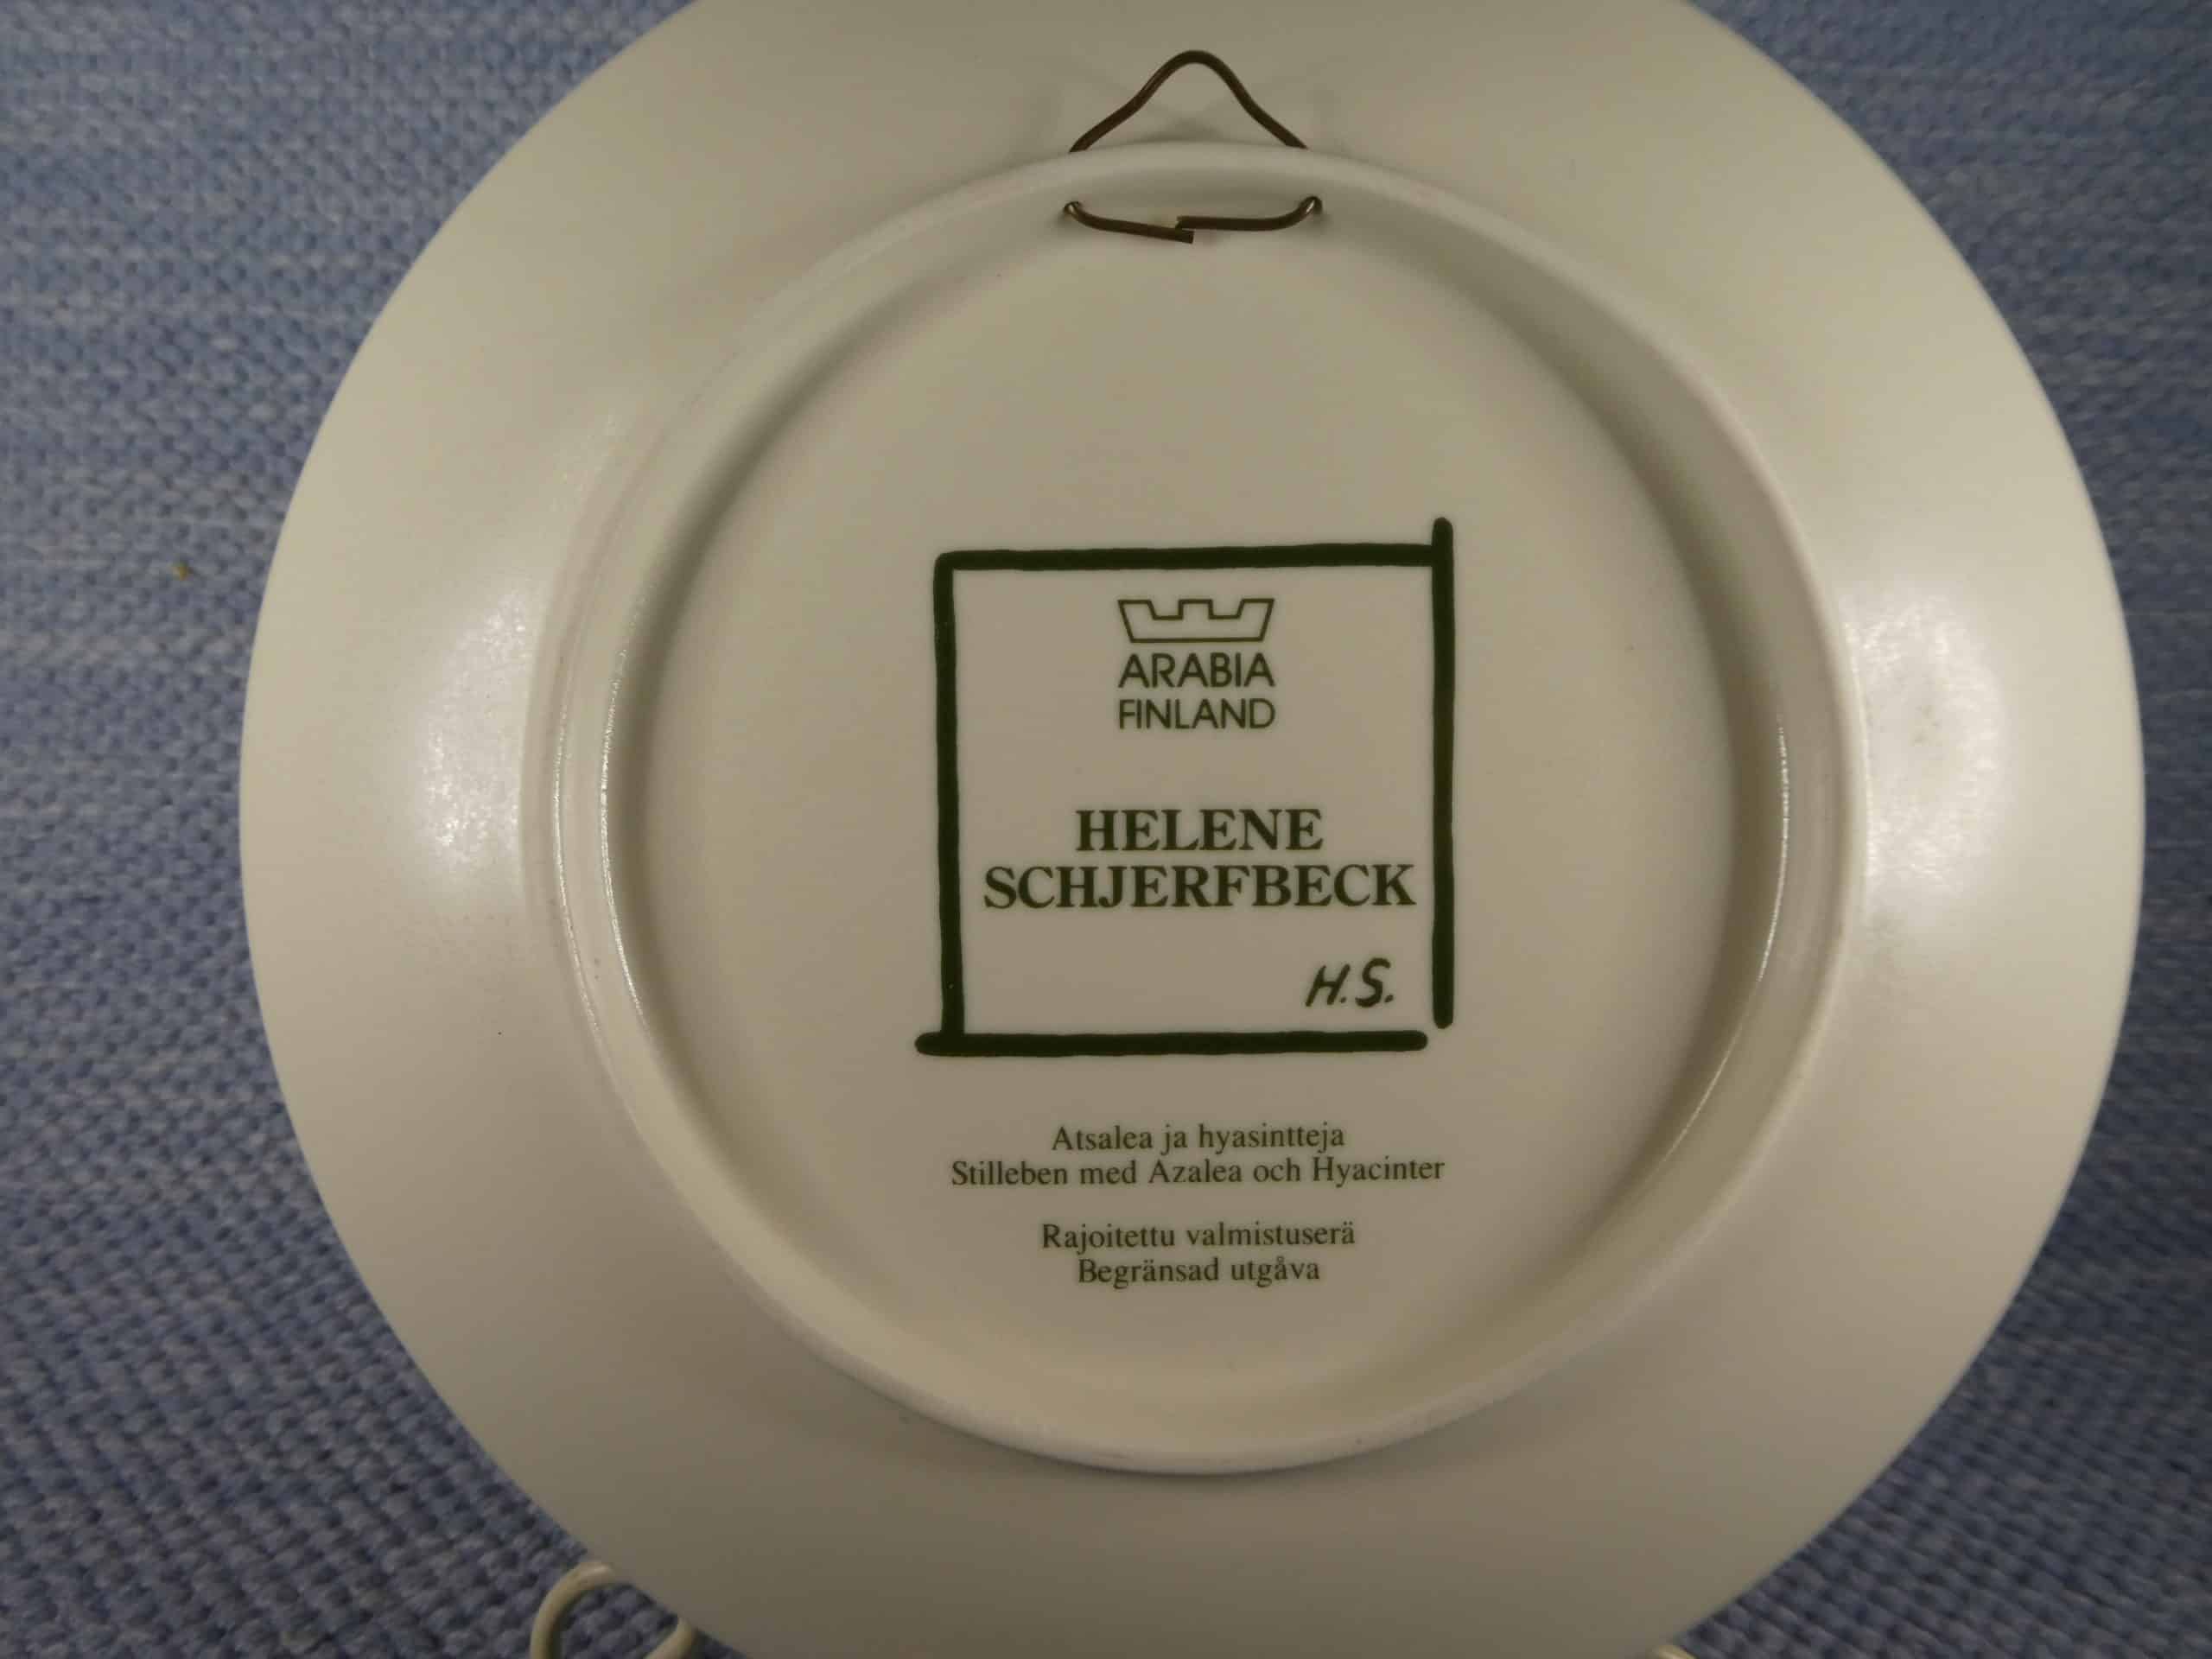 ARABIA
FINLAND
HELENE
SCHJERFBECK
H.S.
Atsalea ja hyasintteja
Stilleben med Azalea och Hyacinter
Rajoitettu valmistuserä
Begränsad utgåva